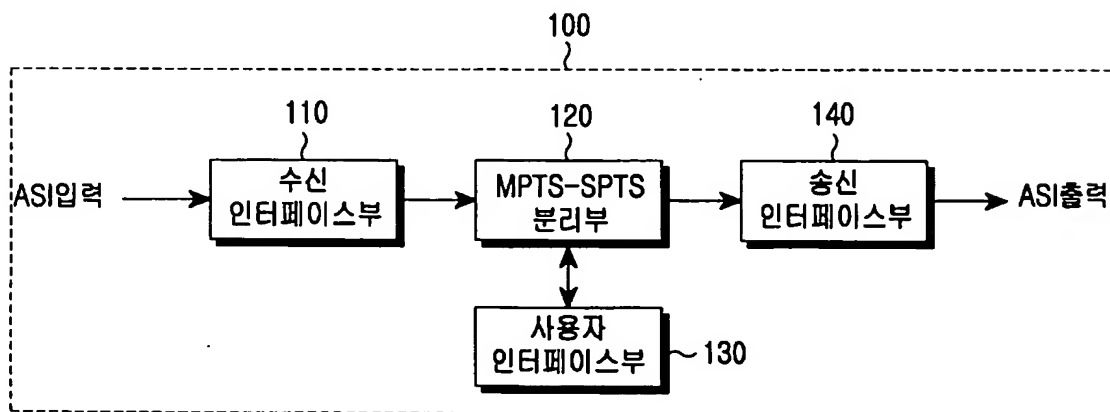 100
110
120
140
ASI입력
수신
인터페이스부
MPTS-SPTS
분리부
송신
인터페이스부
ASI출력
사용자
인터페이스부
130